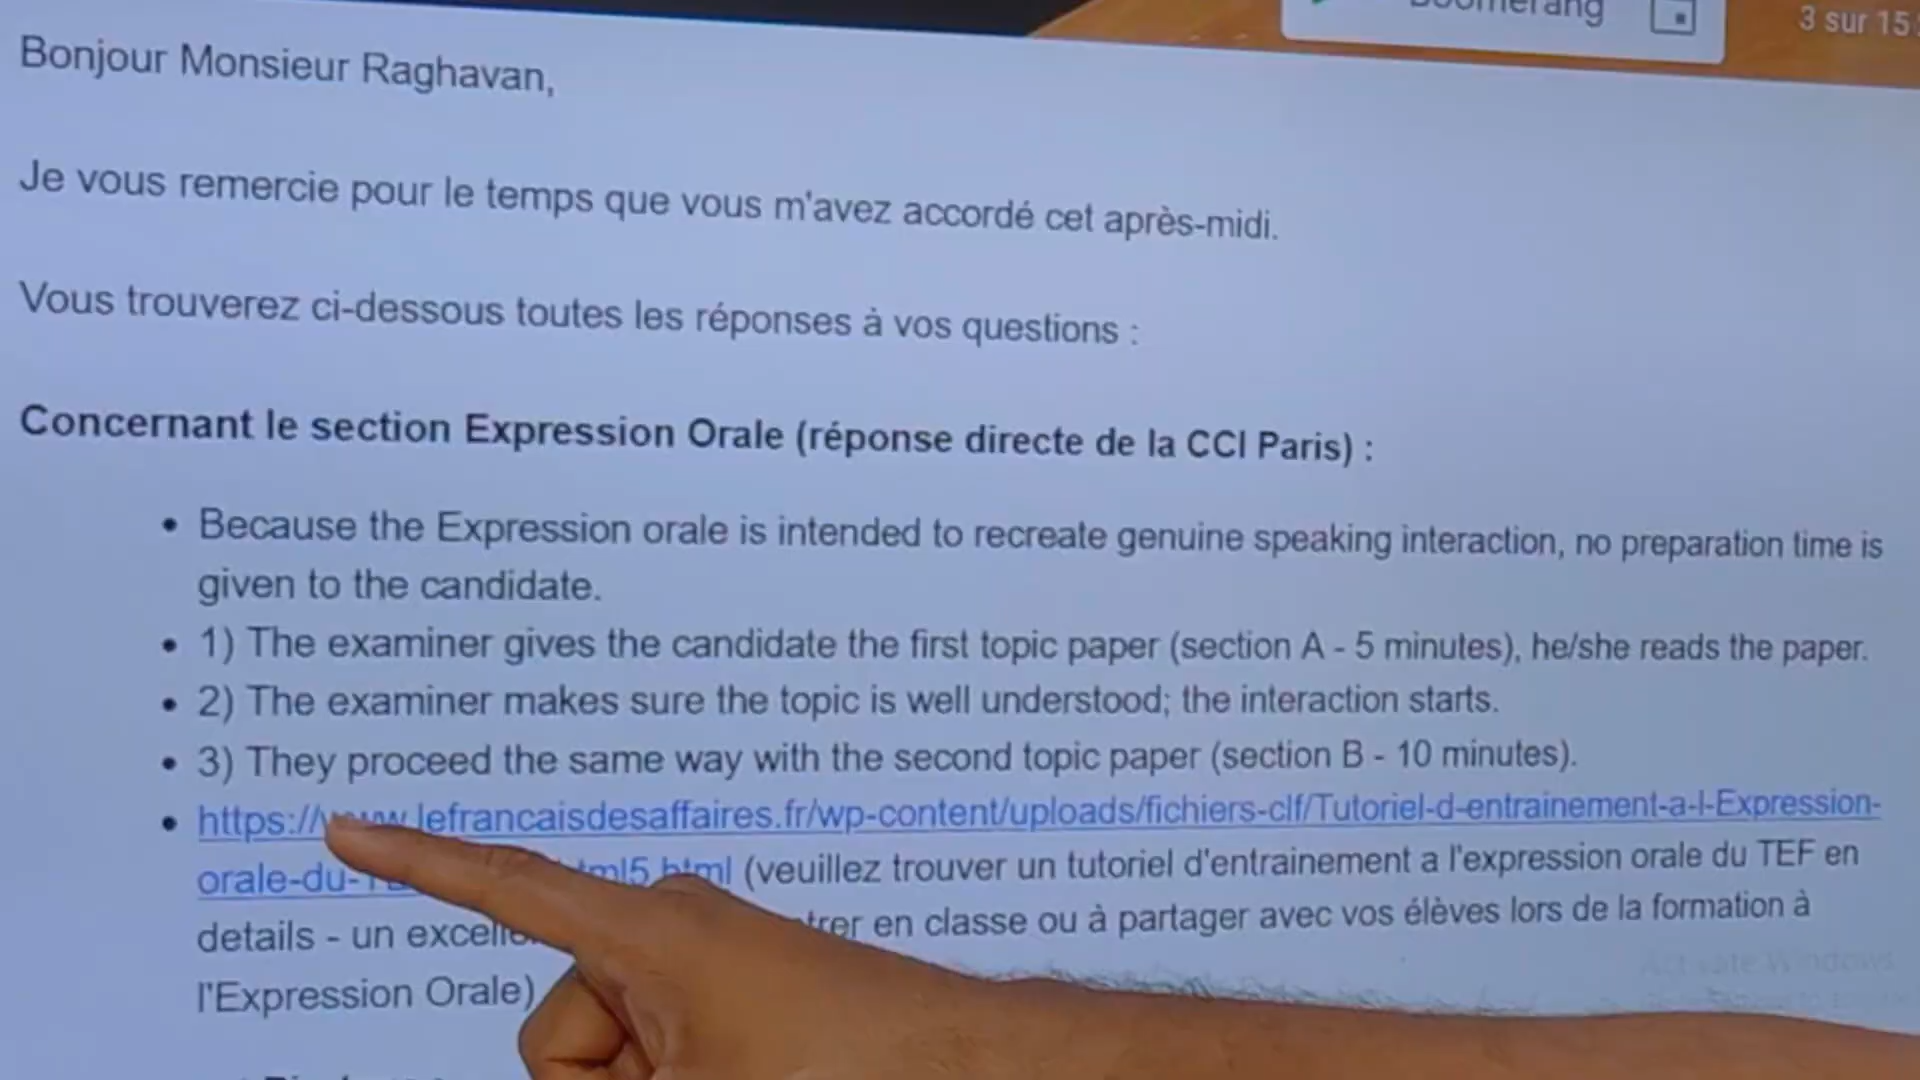 Boomerang
3 sur 15
Bonjour Monsieur Raghavan,
Je vous remercie pour le temps que vous m'avez accordé cet après-midi.
Vous trouverez ci-dessous toutes les réponses à vos questions :
Concernant le section Expression Orale (réponse directe de la CCI Paris) :
• Because the Expression orale is intended to recreate genuine speaking interaction, no preparation time is
given to the candidate.
• 1) The examiner gives the candidate the first topic paper (section A - 5 minutes), he/she reads the paper.
• 2) The examiner makes sure the topic is well understood; the interaction starts.
• 3) They proceed the same way with the second topic paper (section B - 10 minutes).
• https://www.lefrancaisdesaffaires.fr/wp-content/uploads/fichiers-clf/Tutoriel-d-entrainement-a-l-Expression-
orale-du- html5.html (veuillez trouver un tutoriel d'entrainement a l'expression orale du TEF en
details - un en classe ou à partager avec vos élèves lors de la formation à
l'Expression Orale)
Activate Windows